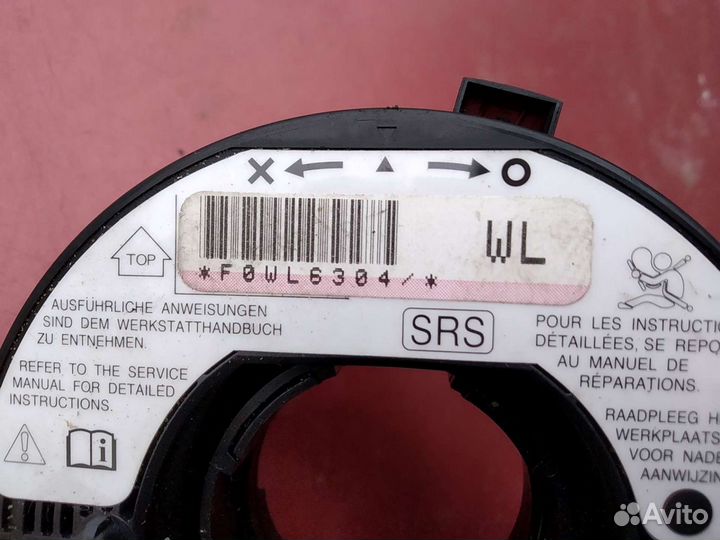 WL
*F0WL6304/*
TOP
AUSFÜHRLICHE ANWEISUNGEN
SIND DEM WERKSTATTHANDBUCH
ZU ENTNEHMEN.
REFER TO THE SERVICE
MANUAL FOR DETAILED
INSTRUCTIONS.
SRS
POUR LES INSTRUCTIO
DÉTAILLÉES, SE REPO
AU MANUEL DE
RÉPARATIONS.
RAADPLEEG H
WERKPLAATS
VOOR NADE
AANWIJZIN
Avito